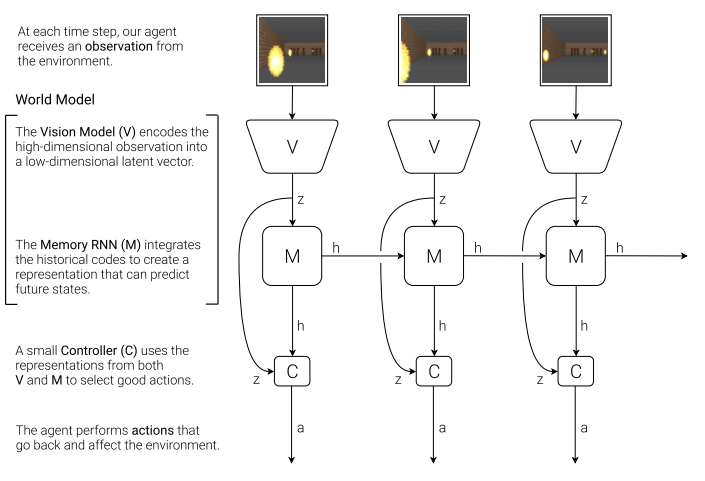 At each time step, our agent
receives an observation from
the environment.
World Model
The Vision Model (V) encodes the
high-dimensional observation into
a low-dimensional latent vector.
V V V
z z z
The Memory RNN (M) integrates
the historical codes to create a
representation that can predict
future states.
M h M h M h
h h h
A small Controller (C) uses the
representations from both
V and M to select good actions.
z C z C z C
The agent performs actions that
go back and affect the environment.
a a a